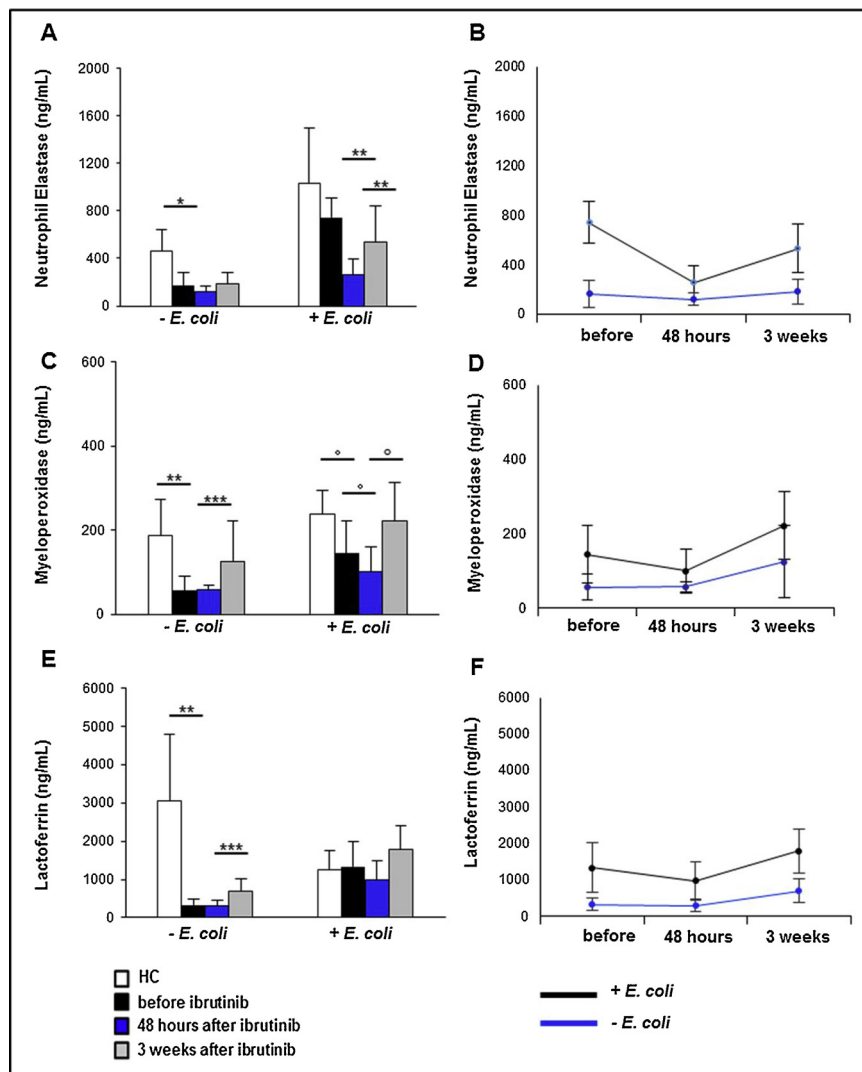 A
Neutrophil Elastase (ng/mL)
2000
1600
1200
800
400
0
*
**
**
- E. coli
+ E. coli
B
Neutrophil Elastase (ng/mL)
2000
1600
1200
800
400
0
before
48 hours
3 weeks
C
Myeloperoxidase (ng/mL)
600
400
200
0
**
***
- E. coli
+ E. coli
D
Myeloperoxidase (ng/mL)
600
400
200
0
before
48 hours
3 weeks
E
Lactoferrin (ng/mL)
6000
5000
4000
3000
2000
1000
0
**
***
- E. coli
+ E. coli
F
Lactoferrin (ng/mL)
6000
5000
4000
3000
2000
1000
0
before
48 hours
3 weeks
HC
before ibrutinib
48 hours after ibrutinib
3 weeks after ibrutinib
+ E. coli
- E. coli